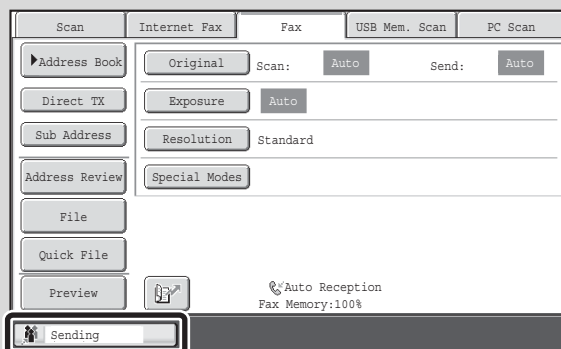 Scan Internet Fax Fax USB Mem. Scan PC Scan
Address Book Original Scan: Auto Send: Auto
Direct TX Exposure Auto
Sub Address Resolution Standard
Address Review Special Modes
File
Quick File
Preview Auto Reception
Fax Memory:100%
Sending